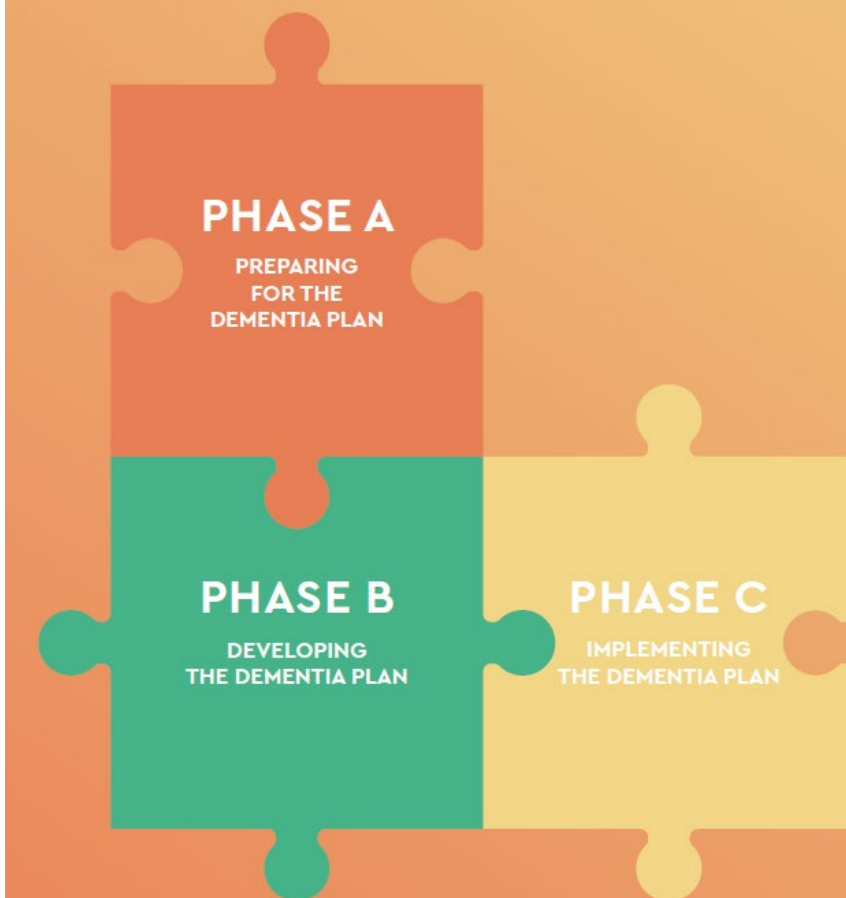 PHASE A
PREPARING
FOR THE
DEMENTIA PLAN
PHASE B
DEVELOPING
THE DEMENTIA PLAN
PHASE C
IMPLEMENTING
THE DEMENTIA PLAN